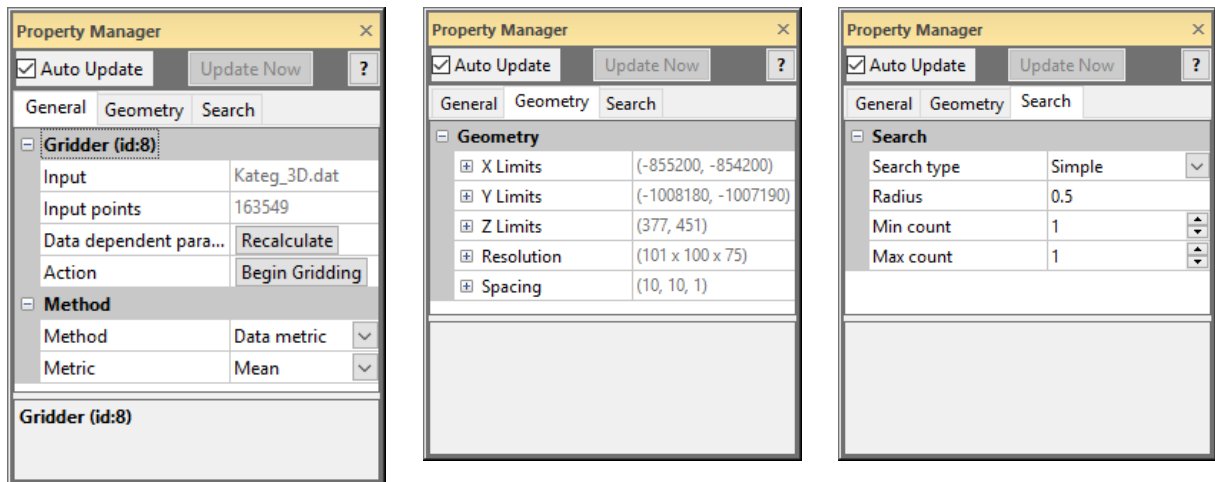 Property Manager
Auto Update Update Now ?
General Geometry Search
Gridder (id:8)
Input Kateg_3D.dat
Input points 163549
Data dependent para... Recalculate
Action Begin Gridding
Method
Method Data metric
Metric Mean
Gridder (id:8)
Property Manager
Auto Update Update Now ?
General Geometry Search
Geometry
X Limits (-855200, -854200)
Y Limits (-1008180, -1007190)
Z Limits (377, 451)
Resolution (101 x 100 x 75)
Spacing (10, 10, 1)
Property Manager
Auto Update Update Now ?
General Geometry Search
Search
Search type Simple
Radius 0.5
Min count 1
Max count 1